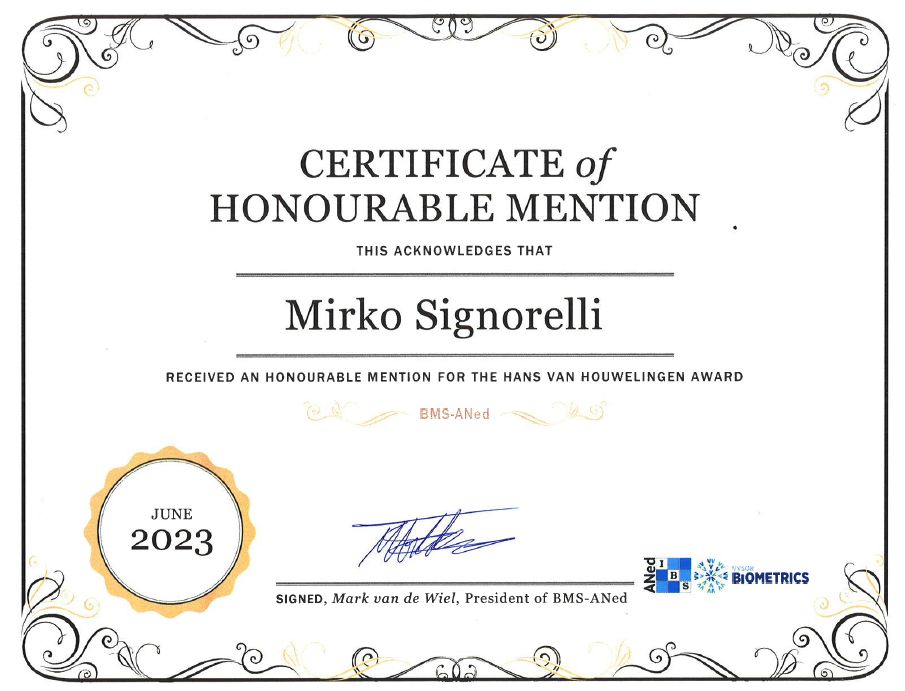 CERTIFICATE of
HONOURABLE MENTION
THIS ACKNOWLEDGES THAT
Mirko Signorelli
RECEIVED AN HONOURABLE MENTION FOR THE HANS VAN HOUWELINGEN AWARD
BMS-ANed
JUNE
2023
SIGNED, Mark van de Wiel, President of BMS-ANed
ANed
I
B
S
VVSOR
BIOMETRICS